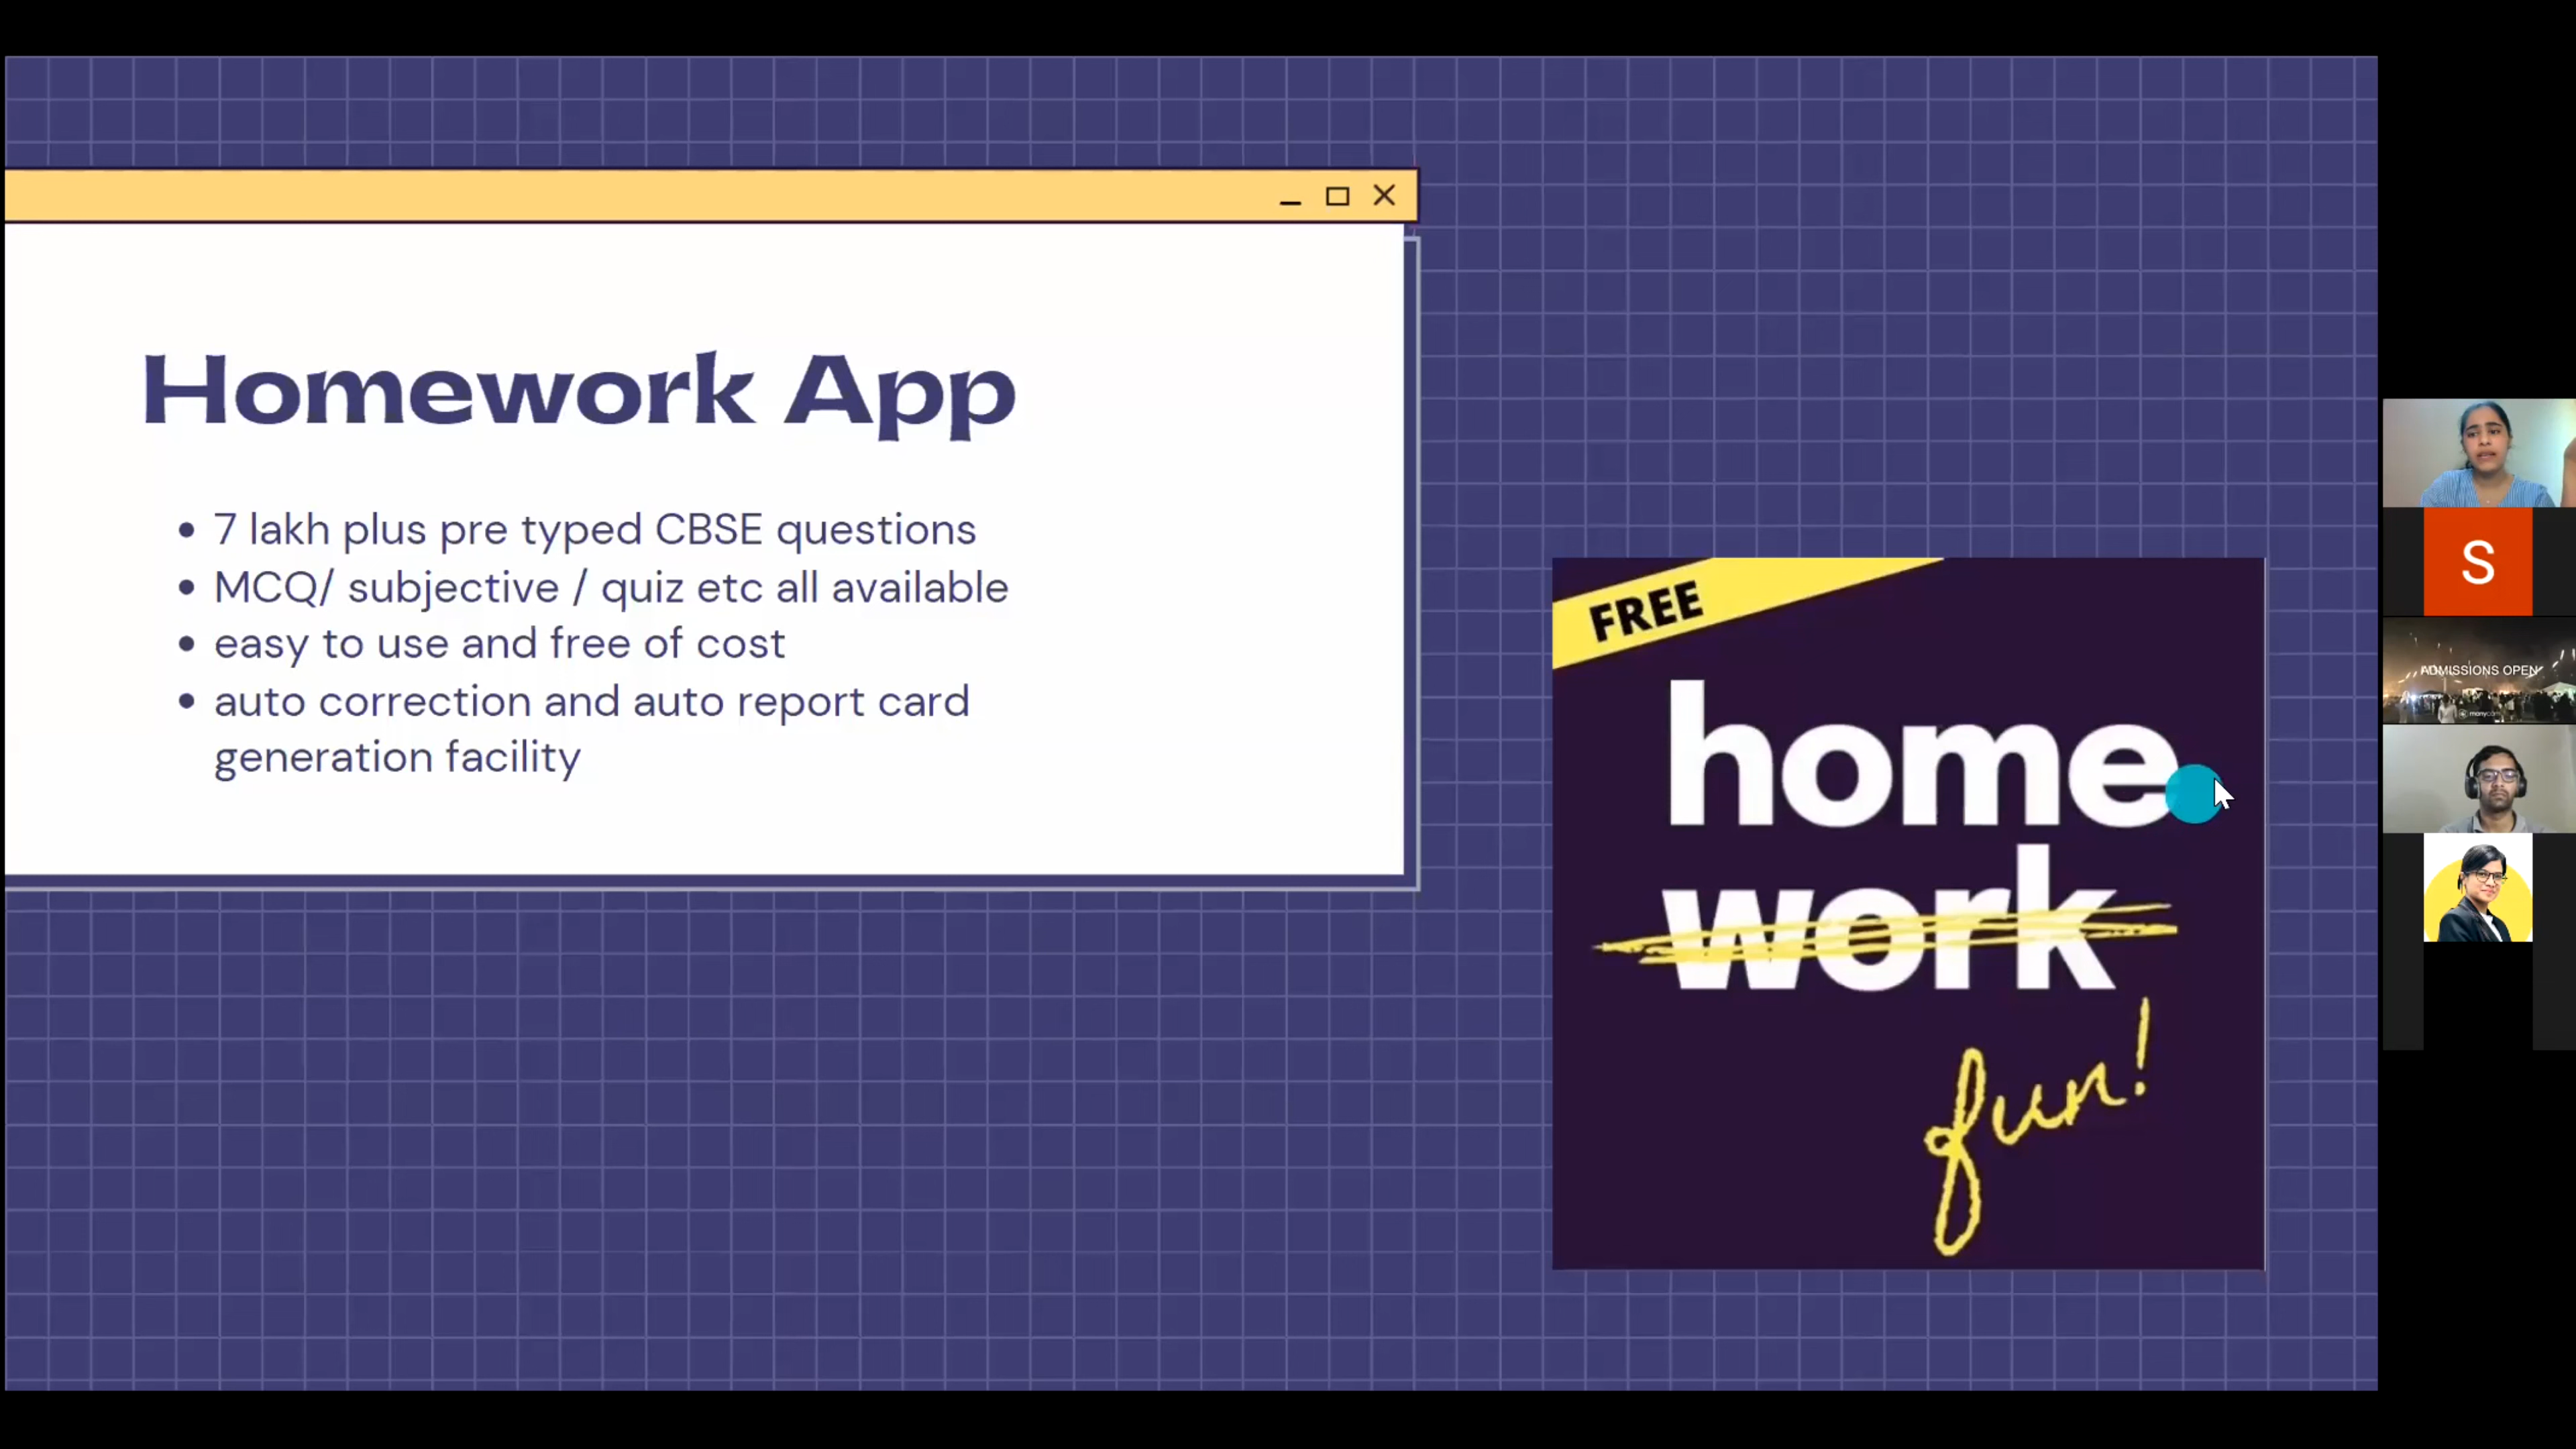 Homework App
• 7 lakh plus pre typed CBSE questions
• MCQ/ subjective / quiz etc all available
• easy to use and free of cost
• auto correction and auto report card
generation facility
FREE
home
work
fun!
S
ADMISSIONS OPEN